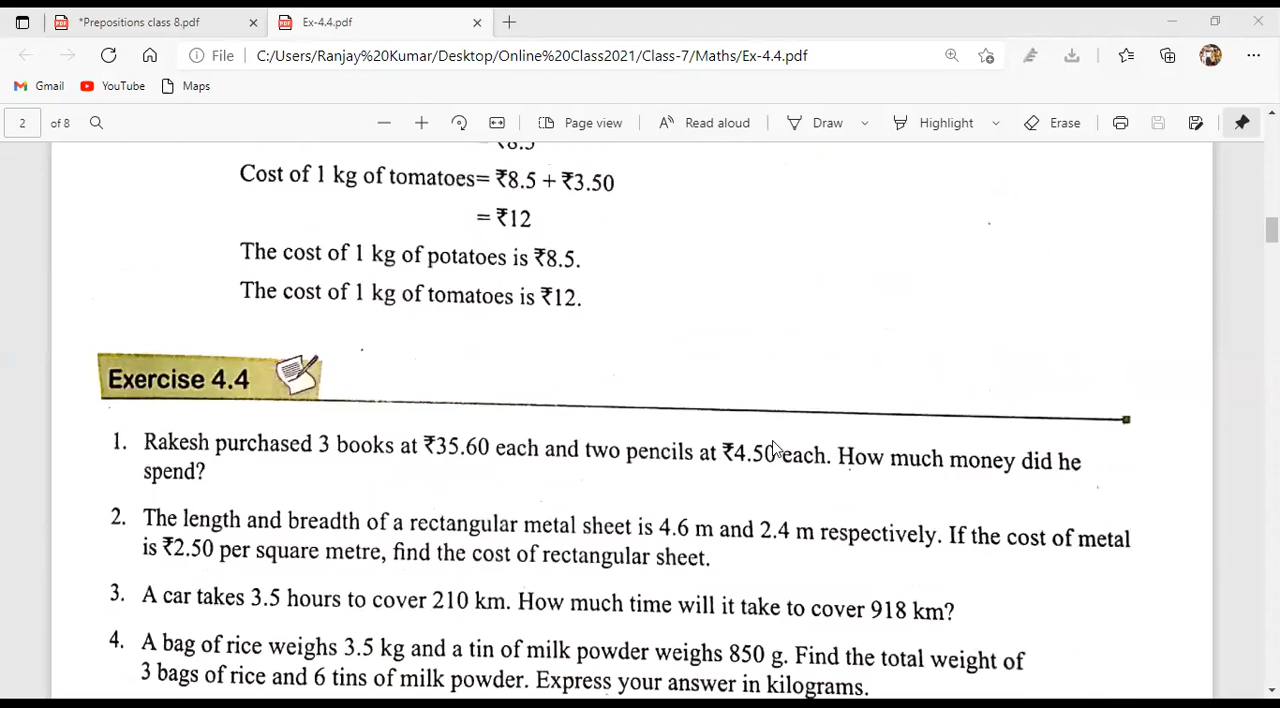 *Prepositions class 8.pdf
Ex-4.4.pdf
File C:/Users/Ranjay%20Kumar/Desktop/Online%20Class2021/Class-7/Maths/Ex-4.4.pdf
Gmail YouTube Maps
2 of 8 Page view Read aloud Draw Highlight Erase
= ₹8.5
Cost of 1 kg of tomatoes= ₹8.5 + ₹3.50
= ₹12
The cost of 1 kg of potatoes is ₹8.5.
The cost of 1 kg of tomatoes is ₹12.
Exercise 4.4
1. Rakesh purchased 3 books at ₹35.60 each and two pencils at ₹4.50 each. How much money did he
spend?
2. The length and breadth of a rectangular metal sheet is 4.6 m and 2.4 m respectively. If the cost of metal
is ₹2.50 per square metre, find the cost of rectangular sheet.
3. A car takes 3.5 hours to cover 210 km. How much time will it take to cover 918 km?
4. A bag of rice weighs 3.5 kg and a tin of milk powder weighs 850 g. Find the total weight of
3 bags of rice and 6 tins of milk powder. Express your answer in kilograms.